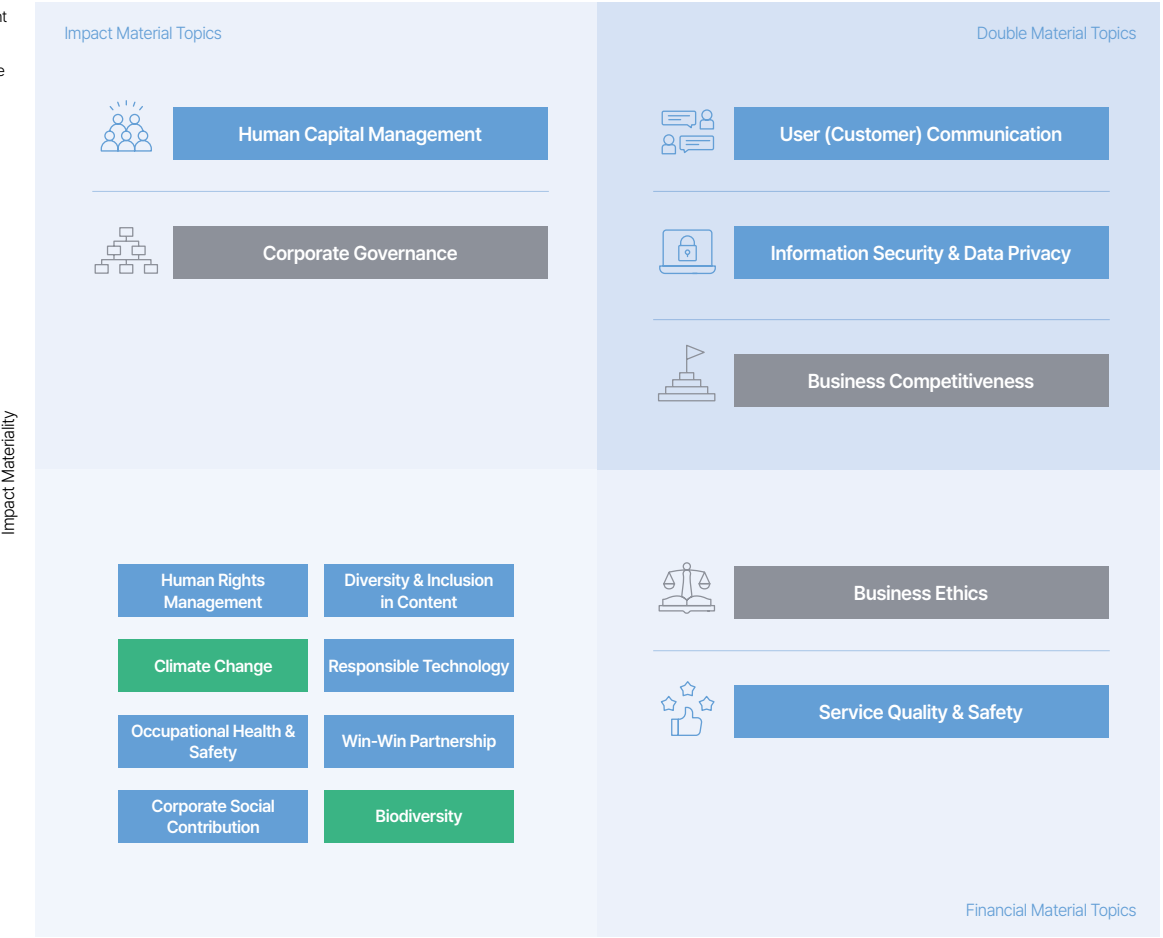 Impact Material Topics
Double Material Topics
Human Capital Management
User (Customer) Communication
Corporate Governance
Information Security & Data Privacy
Business Competitiveness
Impact Materiality
Human Rights
Management
Diversity & Inclusion
in Content
Business Ethics
Climate Change
Responsible Technology
Service Quality & Safety
Occupational Health &
Safety
Win-Win Partnership
Corporate Social
Contribution
Biodiversity
Financial Material Topics